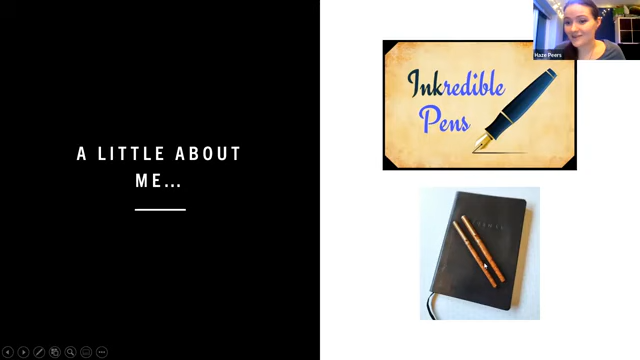 Haze Peers
A LITTLE ABOUT
ME...
Inkredible
Pens